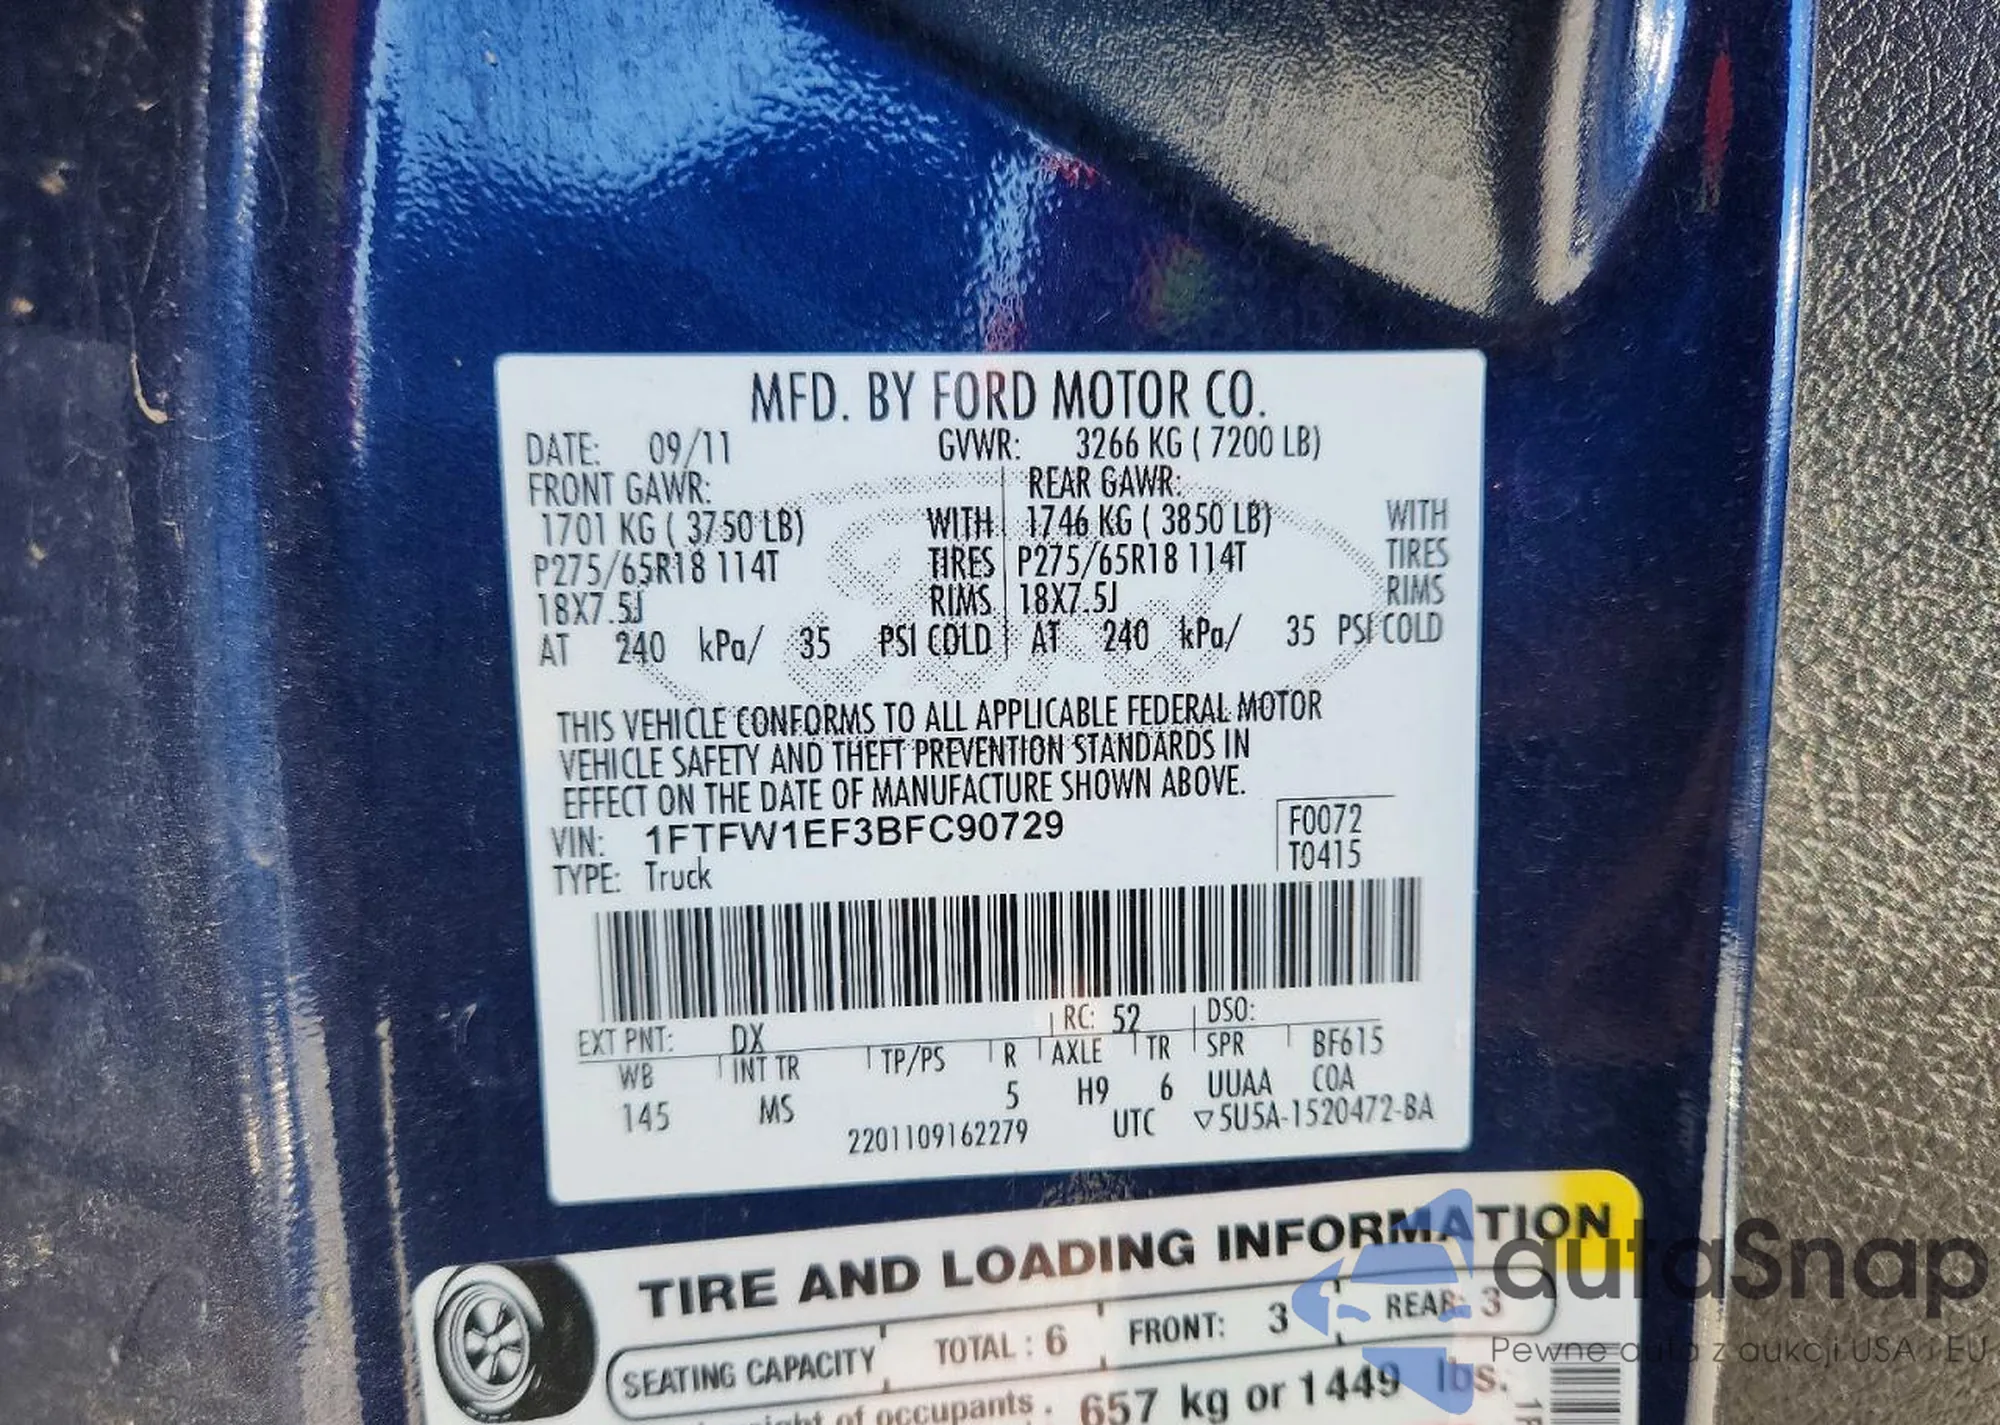 MFD. BY FORD MOTOR CO.
DATE: 09/11 GVWR: 3266 KG ( 7200 LB)
FRONT GAWR: REAR GAWR:
1701 KG ( 3750 LB) WITH 1746 KG ( 3850 LB) WITH
P275/65R18 114T TIRES P275/65R18 114T TIRES
18X7.5J RIMS 18X7.5J RIMS
AT 240 kPa/ 35 PSI COLD AT 240 kPa/ 35 PSI COLD
THIS VEHICLE CONFORMS TO ALL APPLICABLE FEDERAL MOTOR
VEHICLE SAFETY AND THEFT PREVENTION STANDARDS IN
EFFECT ON THE DATE OF MANUFACTURE SHOWN ABOVE.
VIN: 1FTFW1EF3BFC90729 F0072
TYPE: Truck T0415
EXT PNT: DX RC: 52 DSO:
WB INT TR TP/PS R AXLE TR SPR BF615
145 MS 5 H9 6 UUAA COA
2201109162279 UTC ▽5U5A-1520472-BA
TIRE AND LOADING INFORMATION
SEATING CAPACITY TOTAL : 6 FRONT: 3 REAR: 3
of occupants . 657 kg or 1449 lbs.
autaSnap
Pewne auta z aukcji USA i EU